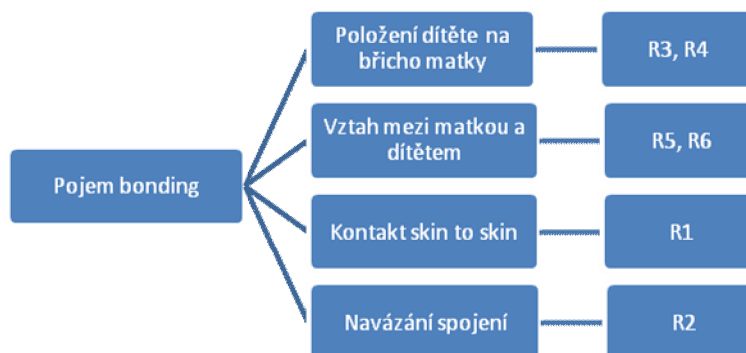 Položení dítěte na
břicho matky
R3, R4
Vztah mezi matkou a
dítětem
R5, R6
Pojem bonding
Kontakt skin to skin
R1
Navázání spojení
R2